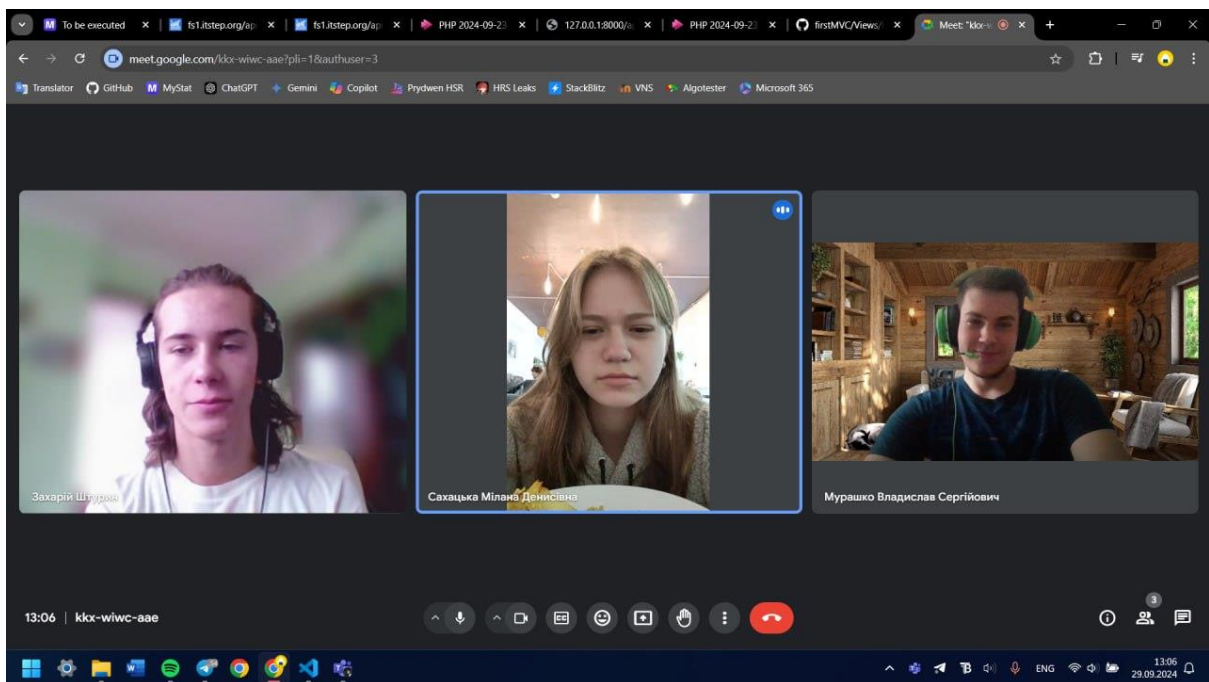 To be executed
fs1.itstep.org/ap
fs1.itstep.org/ap
PHP 2024-09-23
127.0.0.1:8000/a
PHP 2024-09-23
firstMVC/Views/
Meet: "kkx-w
meet.google.com/kkx-wiwc-aae?pli=1&authuser=3
Translator GitHub MyStat ChatGPT Gemini Copilot Prydwen HSR HRS Leaks StackBlitz VNS Algotester Microsoft 365
Захарій Штурин
Сахацька Мілана Денисівна
Мурашко Владислав Сергійович
13:06 | kkx-wiwc-aae
3
ENG
13:06
29.09.2024